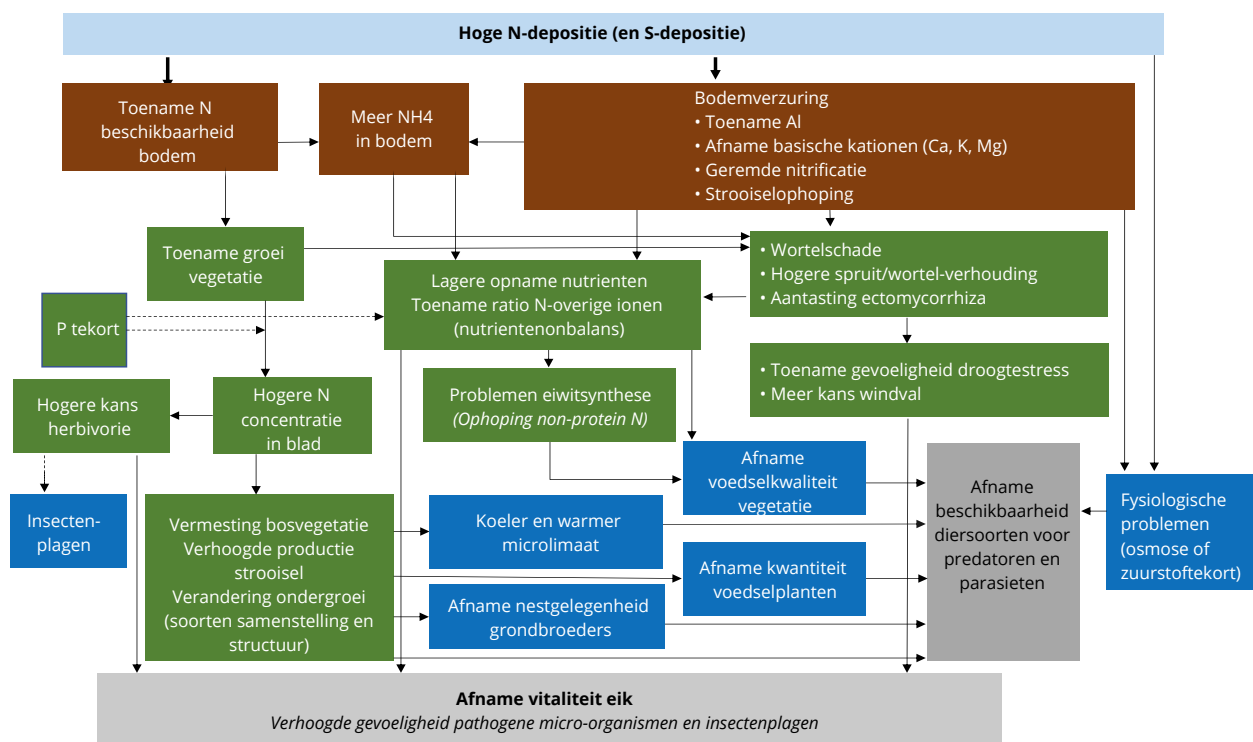 Hoge N-depositie (en S-depositie)
Toename N
beschikbaarheid
bodem
Meer NH4
in bodem
Bodemverzuring
• Toename Al
• Afname basische kationen (Ca, K, Mg)
• Geremde nitrificatie
• Strooiselophoping
Toename groei
vegetatie
• Wortelschade
• Hogere spruit/wortel-verhouding
• Aantasting ectomycorrhiza
Lagere opname nutrienten
Toename ratio N-overige ionen
(nutrientenonbalans)
P tekort
• Toename gevoeligheid droogtestress
• Meer kans windval
Hogere kans
herbivorie
Hogere N
concentratie
in blad
Problemen eiwitsynthese
(Ophoping non-protein N)
Afname
voedselkwaliteit
vegetatie
Afname
beschikbaarheid
diersoorten voor
predatoren en
parasieten
Fysiologische
problemen
(osmose of
zuurstoftekort)
Insecten-
plagen
Vermesting bosvegetatie
Verhoogde productie
strooisel
Verandering ondergroei
(soorten samenstelling en
structuur)
Koeler en warmer
microlimaat
Afname kwantiteit
voedselplanten
Afname nestgelegenheid
grondbroeders
Afname vitaliteit eik
Verhoogde gevoeligheid pathogene micro-organismen en insectenplagen